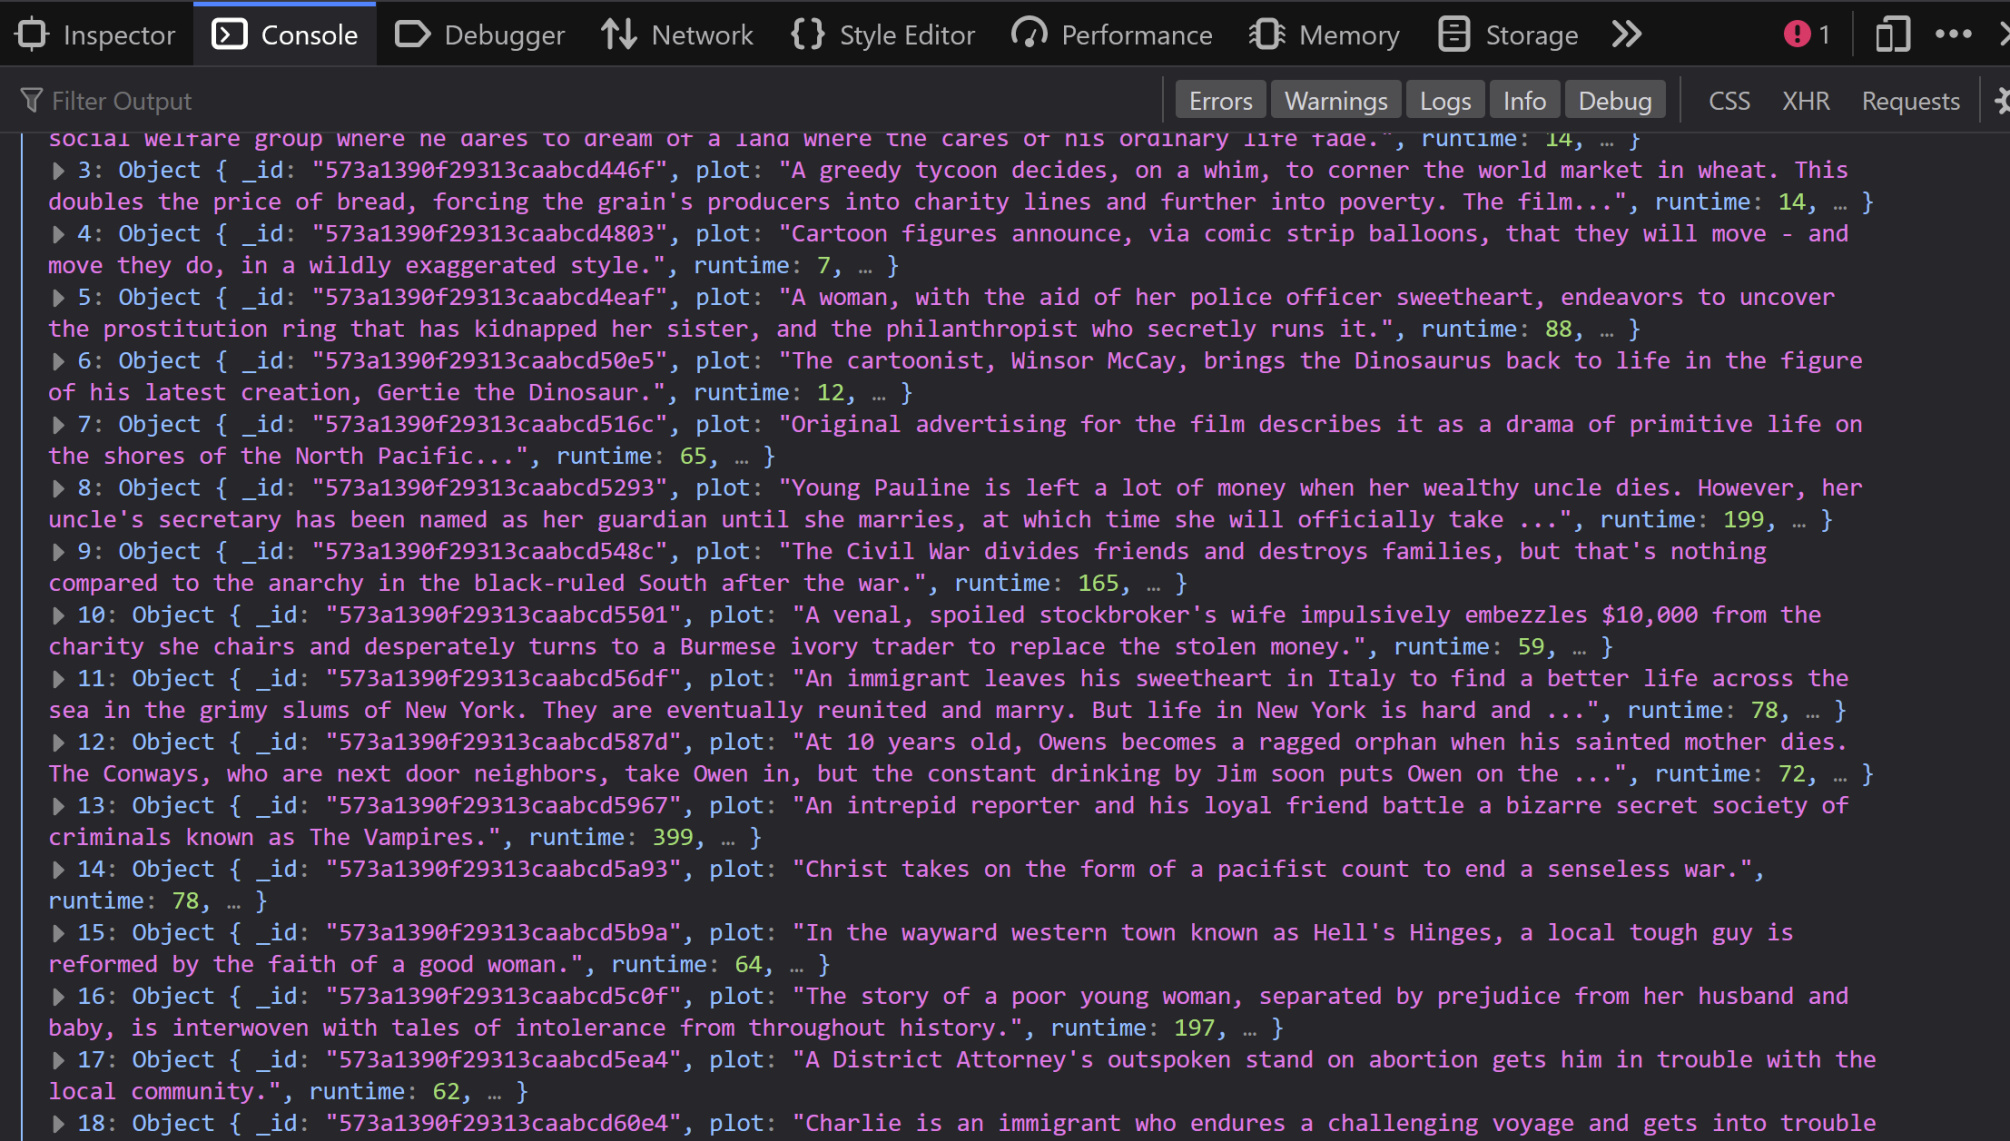 Inspector Console Debugger Network Style Editor Performance Memory Storage 1
Filter Output Errors Warnings Logs Info Debug CSS XHR Requests
social welfare group where he dares to dream of a land where the cares of his ordinary life fade.", runtime: 14, … }
3: Object { _id: "573a1390f29313caabcd446f", plot: "A greedy tycoon decides, on a whim, to corner the world market in wheat. This
doubles the price of bread, forcing the grain's producers into charity lines and further into poverty. The film...", runtime: 14, … }
4: Object { _id: "573a1390f29313caabcd4803", plot: "Cartoon figures announce, via comic strip balloons, that they will move - and
move they do, in a wildly exaggerated style.", runtime: 7, … }
5: Object { _id: "573a1390f29313caabcd4eaf", plot: "A woman, with the aid of her police officer sweetheart, endeavors to uncover
the prostitution ring that has kidnapped her sister, and the philanthropist who secretly runs it.", runtime: 88, … }
6: Object { _id: "573a1390f29313caabcd50e5", plot: "The cartoonist, Winsor McCay, brings the Dinosaurus back to life in the figure
of his latest creation, Gertie the Dinosaur.", runtime: 12, … }
7: Object { _id: "573a1390f29313caabcd516c", plot: "Original advertising for the film describes it as a drama of primitive life on
the shores of the North Pacific...", runtime: 65, … }
8: Object { _id: "573a1390f29313caabcd5293", plot: "Young Pauline is left a lot of money when her wealthy uncle dies. However, her
uncle's secretary has been named as her guardian until she marries, at which time she will officially take ...", runtime: 199, … }
9: Object { _id: "573a1390f29313caabcd548c", plot: "The Civil War divides friends and destroys families, but that's nothing
compared to the anarchy in the black-ruled South after the war.", runtime: 165, … }
10: Object { _id: "573a1390f29313caabcd5501", plot: "A venal, spoiled stockbroker's wife impulsively embezzles $10,000 from the
charity she chairs and desperately turns to a Burmese ivory trader to replace the stolen money.", runtime: 59, … }
11: Object { _id: "573a1390f29313caabcd56df", plot: "An immigrant leaves his sweetheart in Italy to find a better life across the
sea in the grimy slums of New York. They are eventually reunited and marry. But life in New York is hard and ...", runtime: 78, … }
12: Object { _id: "573a1390f29313caabcd587d", plot: "At 10 years old, Owens becomes a ragged orphan when his sainted mother dies.
The Conways, who are next door neighbors, take Owen in, but the constant drinking by Jim soon puts Owen on the ...", runtime: 72, … }
13: Object { _id: "573a1390f29313caabcd5967", plot: "An intrepid reporter and his loyal friend battle a bizarre secret society of
criminals known as The Vampires.", runtime: 399, … }
14: Object { _id: "573a1390f29313caabcd5a93", plot: "Christ takes on the form of a pacifist count to end a senseless war.",
runtime: 78, … }
15: Object { _id: "573a1390f29313caabcd5b9a", plot: "In the wayward western town known as Hell's Hinges, a local tough guy is
reformed by the faith of a good woman.", runtime: 64, … }
16: Object { _id: "573a1390f29313caabcd5c0f", plot: "The story of a poor young woman, separated by prejudice from her husband and
baby, is interwoven with tales of intolerance from throughout history.", runtime: 197, … }
17: Object { _id: "573a1390f29313caabcd5ea4", plot: "A District Attorney's outspoken stand on abortion gets him in trouble with the
local community.", runtime: 62, … }
18: Object { _id: "573a1390f29313caabcd60e4", plot: "Charlie is an immigrant who endures a challenging voyage and gets into trouble